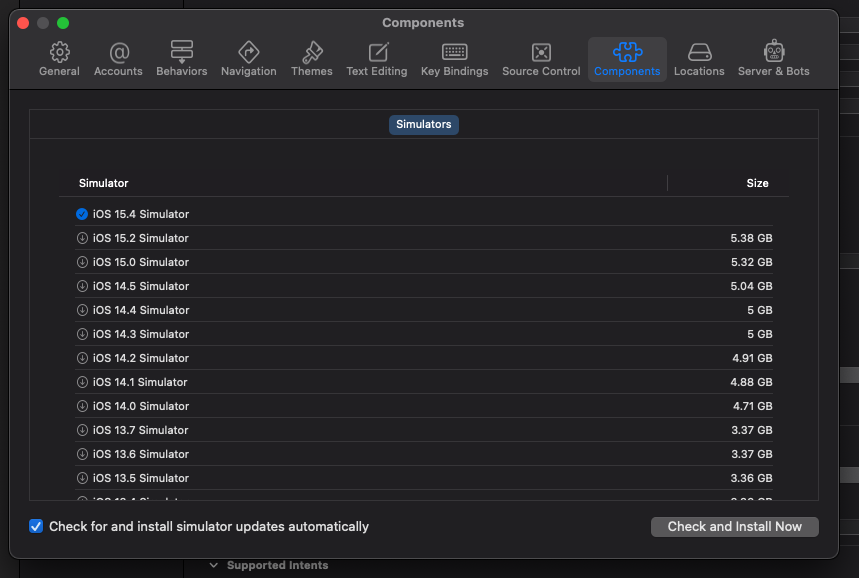 Components
General Accounts Behaviors Navigation Themes Text Editing Key Bindings Source Control Components Locations Server & Bots
Simulators
Simulator Size
iOS 15.4 Simulator
iOS 15.2 Simulator 5.38 GB
iOS 15.0 Simulator 5.32 GB
iOS 14.5 Simulator 5.04 GB
iOS 14.4 Simulator 5 GB
iOS 14.3 Simulator 5 GB
iOS 14.2 Simulator 4.91 GB
iOS 14.1 Simulator 4.88 GB
iOS 14.0 Simulator 4.71 GB
iOS 13.7 Simulator 3.37 GB
iOS 13.6 Simulator 3.37 GB
iOS 13.5 Simulator 3.36 GB
Check for and install simulator updates automatically Check and Install Now
Supported Intents